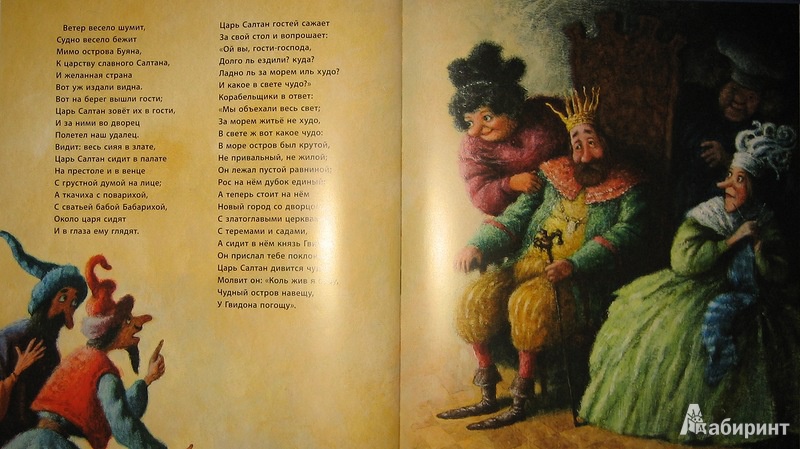 Ветер весело шумит,
Судно весело бежит
Мимо острова Буяна,
К царству славного Салтана,
И желанная страна
Вот уж издали видна.
Вот на берег вышли гости;
Царь Салтан зовёт их в гости,
И за ними во дворец
Полетел наш удалец.
Видит: весь сияя в злате,
Царь Салтан сидит в палате
На престоле и в венце
С грустной думой на лице;
А ткачиха с поварихой,
С сватьей бабой Бабарихой,
Около царя сидят
И в глаза ему глядят.
Царь Салтан гостей сажает
За свой стол и вопрошает:
«Ой вы, гости-господа,
Долго ль ездили? куда?
Ладно ль за морем иль худо?
И какое в свете чудо?»
Корабельщики в ответ:
«Мы объехали весь свет;
За морем житьё не худо,
В свете ж вот какое чудо:
В море остров был крутой,
Не привальный, не жилой;
Он лежал пустой равниной;
Рос на нём дубок единый;
А теперь стоит на нём
Новый город со дворцо
С златоглавыми церква
С теремами и садами,
А сидит в нём князь Гви
Он прислал тебе покло
Царь Салтан дивится чу
Молвит он: «Коль жив я
Чудный остров навещу,
У Гвидона погощу».
Лабиринт